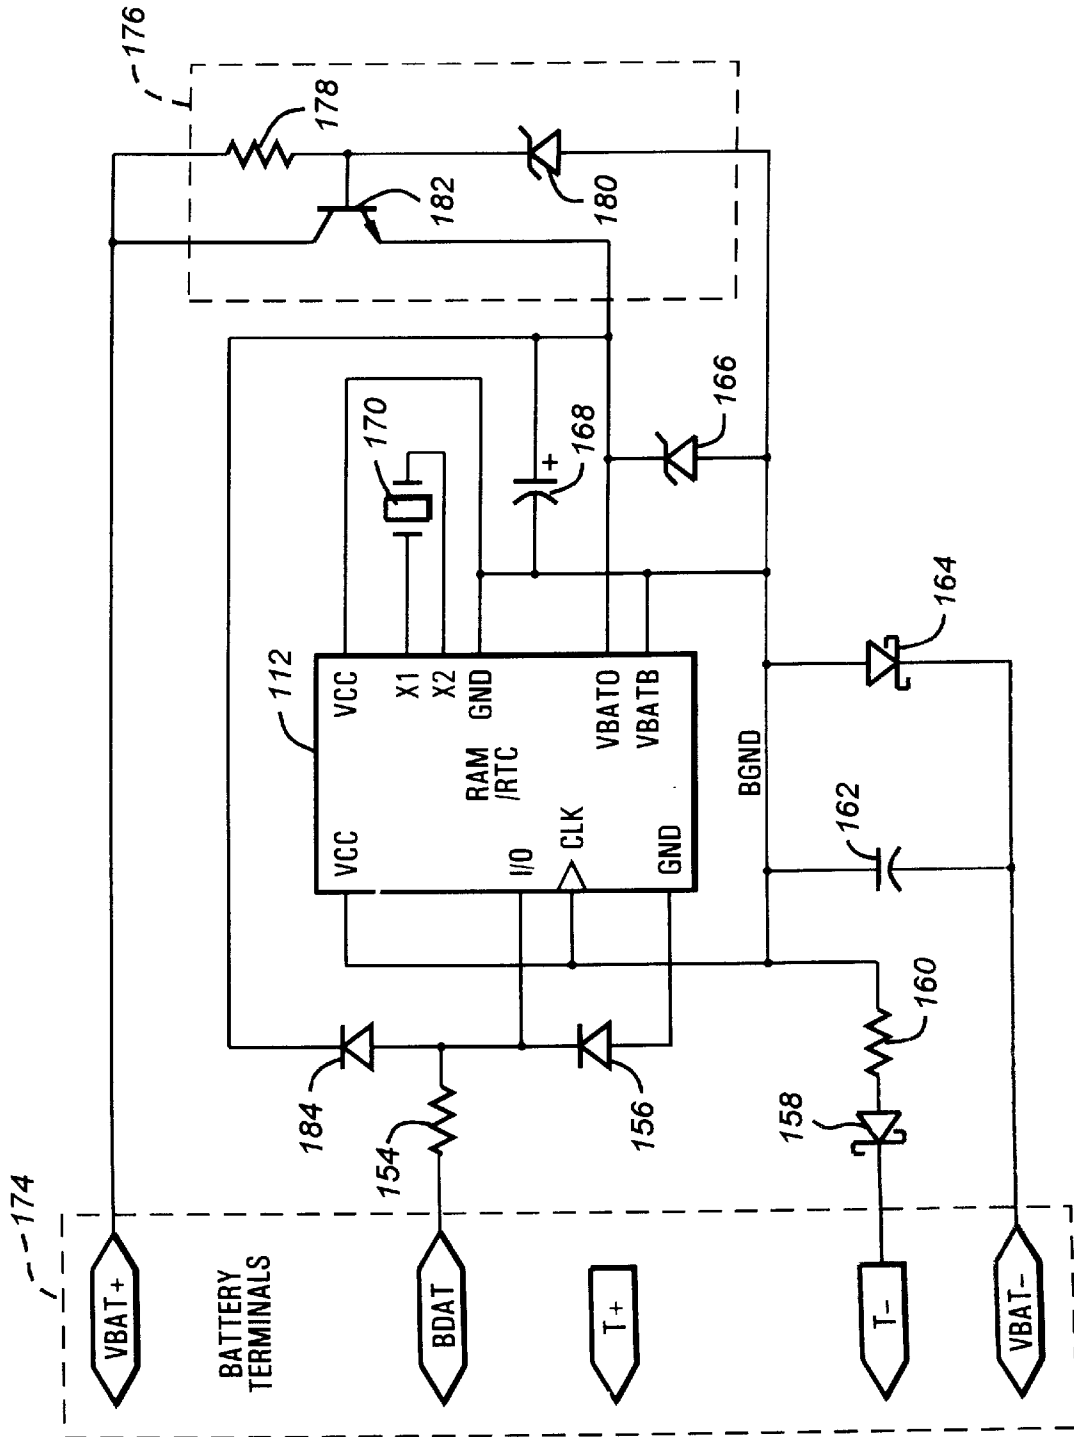 174
VBAT+
BATTERY
TERMINALS
BDAT
T+
T-
VBAT-
184
154
156
158
160
162
164
BGND
112
VCC
I/O
CLK
GND
RAM
/RTC
VCC
X1
X2
GND
VBATO
VBATB
170
168
+
166
176
178
182
180